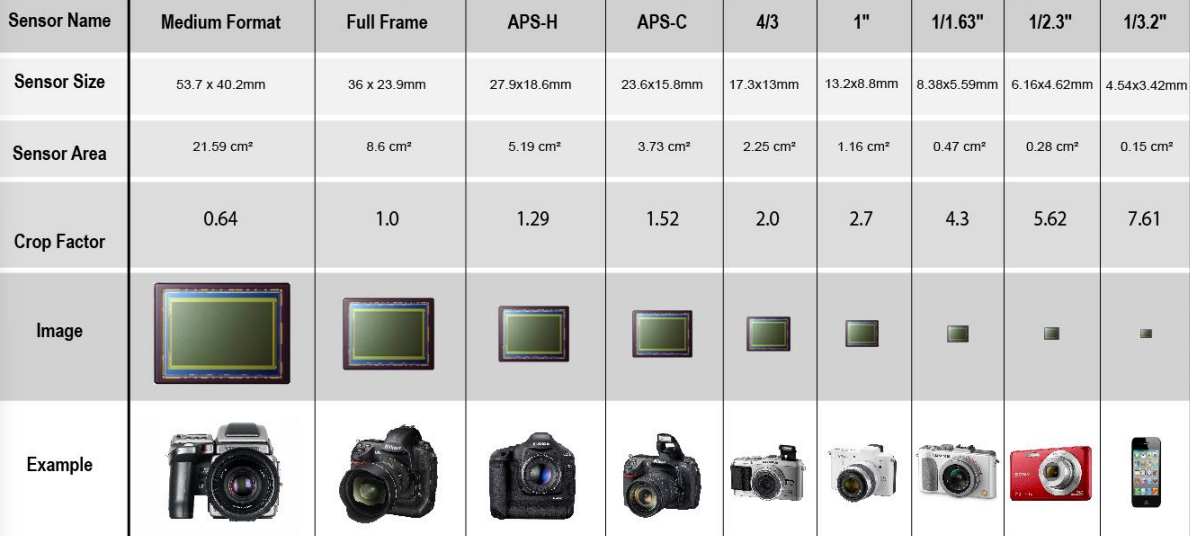 Sensor Name Medium Format Full Frame APS-H APS-C 4/3 1" 1/1.63" 1/2.3" 1/3.2"
Sensor Size 53.7 x 40.2mm 36 x 23.9mm 27.9x18.6mm 23.6x15.8mm 17.3x13mm 13.2x8.8mm 8.38x5.59mm 6.16x4.62mm 4.54x3.42mm
Sensor Area 21.59 cm² 8.6 cm² 5.19 cm² 3.73 cm² 2.25 cm² 1.16 cm² 0.47 cm² 0.28 cm² 0.15 cm²
Crop Factor 0.64 1.0 1.29 1.52 2.0 2.7 4.3 5.62 7.61
Image
Example